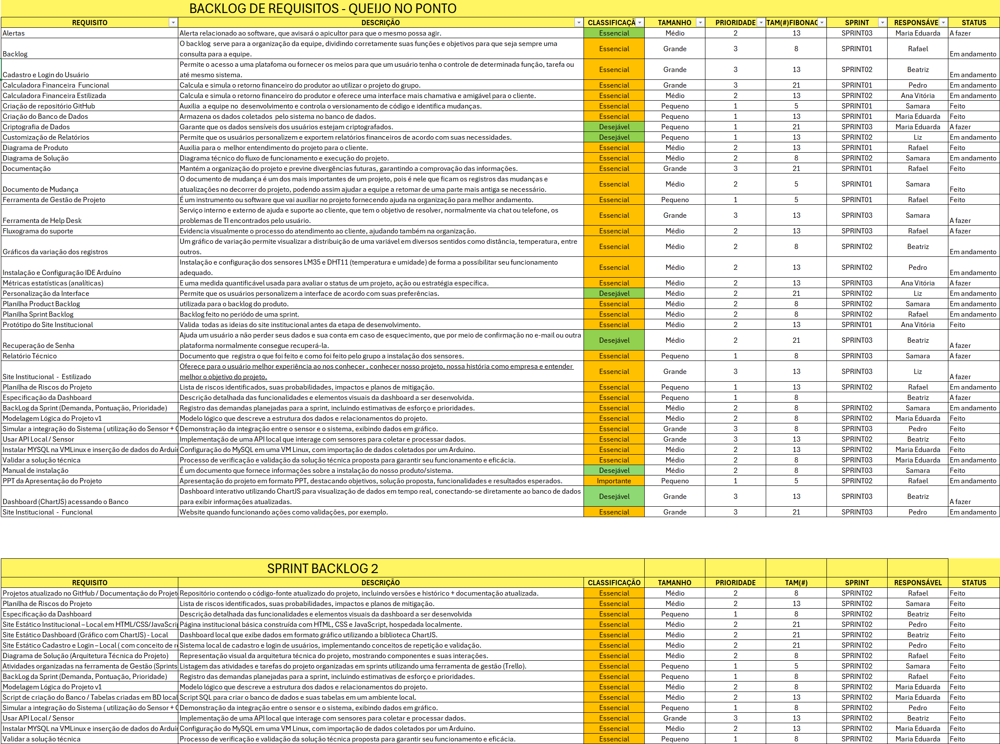 BACKLOG DE REQUISITOS - QUEIJO NO PONTO
REQUISITO DESCRIÇÃO CLASSIFICAÇÃ TAMANHO PRIORIDADE TAM(#)FIBONAC SPRINT RESPONSÁVE STATUS
Alertas Alerta relacionado ao software, que avisará o apicultor para que o mesmo possa agir. Essencial Médio 2 13 SPRINT03 Maria Eduarda A fazer
O backlog serve para a organização da equipe, dividindo corretamente suas funções e objetivos para que seja sempre uma
Backlog consulta para a equipe. Essencial Grande 3 8 SPRINT01 Rafael Em andamento
Permite o acesso a uma platafoma ou fornecer os meios para que um usuário tenha o controle de determinada função, tarefa ou
Cadastro e Login do Usuário até mesmo sistema. Essencial Grande 3 13 SPRINT02 Beatriz Em andamento
Calculadora Financeira Funcional Calcula e simula o retorno financeiro do produtor ao utilizar o projeto do grupo. Essencial Grande 3 21 SPRINT01 Pedro Em andamento
Calculadora Financeira Estilizada Calcula e simula o retorno financeiro do produtor e oferece uma interface mais chamativa e amigável para o cliente. Essencial Médio 2 13 SPRINT02 Ana Vitória Em andamento
Criação de repositório GitHub Auxilia a equipe no desenvolvimento e controla o versionamento de código e identifica mudanças. Essencial Pequeno 1 5 SPRINT01 Samara Feito
Criação do Banco de Dados Armazena os dados coletados pelo sistema no banco de dados. Essencial Pequeno 1 13 SPRINT01 Maria Eduarda Feito
Criptografia de Dados Garante que os dados sensíveis dos usuários estejam criptografados. Desejável Pequeno 1 21 SPRINT03 Maria Eduarda A fazer
Customização de Relatórios Permite que os usuários personalizem e exportem relatórios financeiros de acordo com suas necessidades. Desejável Pequeno 1 13 SPRINT02 Liz Em andamento
Diagrama de Produto Auxilia para o melhor entendimento do projeto para o cliente. Essencial Médio 2 13 SPRINT01 Rafael Feito
Diagrama de Solução Diagrama técnico do fluxo de funcionamento e execução do projeto. Essencial Médio 2 8 SPRINT02 Samara Em andamento
Documentação Mantém a organização do projeto e previne divergências futuras, garantindo a comprovação das informações. Essencial Grande 3 21 SPRINT01 Rafael Feito
O documento de mudança é um dos mais importantes de um projeto, pois é nele que ficam os registros das mudanças e
Documento de Mudança atualizações no decorrer do projeto, podendo assim ajudar a equipe a retomar de uma parte mais antiga se necessário. Essencial Médio 2 5 SPRINT01 Samara Feito
Ferramenta de Gestão de Projeto É um instrumento ou software que vai auxiliar no projeto fornecendo ajuda na organização para melhor andamento. Essencial Pequeno 1 5 SPRINT01 Rafael Feito
Serviço interno e externo de ajuda e suporte ao cliente, que tem o objetivo de resolver, normalmente via chat ou telefone, os
Ferramenta de Help Desk problemas de TI encontrados pelo usuário. Essencial Grande 3 13 SPRINT03 Samara A fazer
Fluxograma do suporte Evidencia visualmente o processo do atendimento ao cliente, ajudando também na organização. Essencial Médio 2 13 SPRINT03 Rafael A fazer
Um gráfico de variação permite visualizar a distribuição de uma variável em diversos sentidos como distância, temperatura, entre
Gráficos da variação dos registros outros. Essencial Médio 2 8 SPRINT02 Beatriz Em andamento
Instalação e configuração dos sensores LM35 e DHT11 (temperatura e umidade) de forma a possibilitar seu funcionamento
Instalação e Configuração IDE Arduíno adequado. Essencial Médio 2 13 SPRINT02 Pedro Em andamento
Métricas estatísticas (analíticas) E uma medida quantificável usada para avaliar o status de um projeto, ação ou estratégia específica. Essencial Médio 2 13 SPRINT03 Ana Vitória A fazer
Personalização da Interface Permite que os usuários personalizem a interface de acordo com suas preferências. Desejável Médio 2 21 SPRINT02 Liz Em andamento
Planilha Product Backlog utilizada para o backlog do produto. Essencial Médio 2 8 SPRINT02 Samara Em andamento
Planilha Sprint Backlog Backlog feito no periódo de uma sprint. Essencial Médio 2 8 SPRINT02 Rafael Em andamento
Protótipo do Site Institucional Valida todas as ideias do site institucional antes da etapa de desenvolvimento. Essencial Médio 2 13 SPRINT01 Ana Vitória Feito
Ajuda um usuário a não perder seus dados e sua conta em caso de esquecimento, que por meio de confirmação no e-mail ou outra
Recuperação de Senha plataforma normalmente consegue recuperá-la. Desejável Médio 2 21 SPRINT03 Beatriz A fazer
Relatório Técnico Documento que registra o que foi feito e como foi feito pelo grupo a instalação dos sensores. Essencial Pequeno 1 8 SPRINT03 Samara A fazer
Oferece para o usuário melhor experiência ao nos conhecer , conhecer nosso projeto, nossa história como empresa e entender
Site Institucional - Estilizado melhor o objetivo do projeto. Essencial Grande 3 13 SPRINT03 Liz A fazer
Planilha de Riscos do Projeto Lista de riscos identificados, suas probabilidades, impactos e planos de mitigação. Essencial Pequeno 1 13 SPRINT02 Rafael Em andamento
Especificação da Dashboard Descrição detalhada das funcionalidades e elementos visuais da dashboard a ser desenvolvida. Essencial Pequeno 1 8 Beatriz A fazer
BackLog da Sprint (Demanda, Pontuação, Prioridade) Registro das demandas planejadas para a sprint, incluindo estimativas de esforço e prioridades. Essencial Médio 2 8 SPRINT02 Samara Em andamento
Modelagem Lógica do Projeto v1 Modelo lógico que descreve a estrutura dos dados e relacionamentos do projeto. Essencial Médio 2 8 SPRINT02 Maria Eduarda Feito
Simular a integração do Sistema ( utilização do Sensor + Demonstração da integração entre o sensor e o sistema, exibindo dados em gráfico. Essencial Grande 3 8 SPRINT03 Pedro Feito
Usar API Local / Sensor Implementação de uma API local que interage com sensores para coletar e processar dados. Essencial Grande 3 13 SPRINT02 Beatriz Feito
Instalar MYSQL na VMLinux e inserção de dados do Arduín Configuração do MySQL em uma VM Linux, com importação de dados coletados por um Arduino. Essencial Médio 2 13 SPRINT02 Maria Eduarda Feito
Validar a solução técnica Processo de verificação e validação da solução técnica proposta para garantir seu funcionamento e eficácia. Essencial Médio 2 8 SPRINT03 Maria Eduarda Em andamento
Manual de instalação É um documento que fornece informações sobre a instalação do nosso produto/sistema. Desejável Médio 2 8 SPRINT03 Samara Feito
PPT da Apresentação do Projeto Apresentação do projeto em formato PPT, destacando objetivos, solução proposta, funcionalidades e resultados esperados. Importante Pequeno 1 5 SPRINT02 Rafael Em andamento
Dashboard interativo utilizando ChartJS para visualização de dados em tempo real, conectando-se diretamente ao banco de dados
Dashboard (ChartJS) acessando o Banco para exibir informações atualizadas. Desejável Grande 3 13 SPRINT03 Beatriz A fazer
Site Institucional - Funcional Website quando funcionando ações como validações, por exemplo. Essencial Grande 3 21 SPRINT03 Pedro Em andamento
SPRINT BACKLOG 2
REQUISITO DESCRIÇÃO CLASSIFICAÇÃO TAMANHO PRIORIDADE TAM(#) SPRINT RESPONSÁVEL STATUS
Projetos atualizado no GitHub / Documentação do Projet Repositório contendo o código-fonte atualizado do projeto, incluindo versões e histórico + documentação atualizada. Essencial Médio 2 8 SPRINT02 Rafael Feito
Planilha de Riscos do Projeto Lista de riscos identificados, suas probabilidades, impactos e planos de mitigação. Essencial Médio 2 13 SPRINT02 Samara Feito
Especificação da Dashboard Descrição detalhada das funcionalidades e elementos visuais da dashboard a ser desenvolvida Essencial Pequeno 1 8 SPRINT02 Beatriz Feito
Site Estático Institucional – Local em HTML/CSS/JavaScrip Página institucional básica construída com HTML, CSS e JavaScript, hospedada localmente. Essencial Médio 2 21 SPRINT02 Pedro Feito
Site Estático Dashboard (Gráfico com ChartJS) - Local Dashboard local que exibe dados em formato gráfico utilizando a biblioteca ChartJS. Essencial Médio 2 21 SPRINT02 Beatriz Feito
Site Estático Cadastro e Login – Local ( com conceito de re Sistema local de cadastro e login de usuários, implementando conceitos de repetição e validação. Essencial Médio 2 21 SPRINT02 Pedro Feito
Diagrama de Solução (Arquitetura Técnica do Projeto) Representação visual da arquitetura técnica do projeto, mostrando componentes e suas interações. Essencial Médio 2 8 SPRINT02 Rafael Feito
Atividades organizadas na ferramenta de Gestão (Sprints Listagem das atividades e tarefas do projeto organizadas em sprints utilizando uma ferramenta de gestão (Trello). Essencial Pequeno 1 5 SPRINT02 Samara Feito
BackLog da Sprint (Demanda, Pontuação, Prioridade) Registro das demandas planejadas para a sprint, incluindo estimativas de esforço e prioridades. Essencial Pequeno 1 8 SPRINT02 Rafael Feito
Modelagem Lógica do Projeto v1 Modelo lógico que descreve a estrutura dos dados e relacionamentos do projeto. Essencial Médio 2 8 SPRINT02 Maria Eduarda Feito
Script de criação do Banco / Tabelas criadas em BD local Script SQL para criar o banco de dados e suas tabelas em um ambiente local. Essencial Médio 2 13 SPRINT02 Maria Eduarda Feito
Simular a integração do Sistema ( utilização do Sensor + Demonstração da integração entre o sensor e o sistema, exibindo dados em gráfico. Essencial Pequeno 1 8 SPRINT02 Pedro Feito
Usar API Local / Sensor Implementação de uma API local que interage com sensores para coletar e processar dados. Essencial Grande 3 13 SPRINT02 Beatriz Feito
Instalar MYSQL na VMLinux e inserção de dados do Arduín Configuração do MySQL em uma VM Linux, com importação de dados coletados por um Arduino. Essencial Médio 2 13 SPRINT02 Maria Eduarda Feito
Validar a solução técnica Processo de verificação e validação da solução técnica proposta para garantir seu funcionamento e eficácia. Essencial Pequeno 1 8 SPRINT02 Maria Eduarda Feito